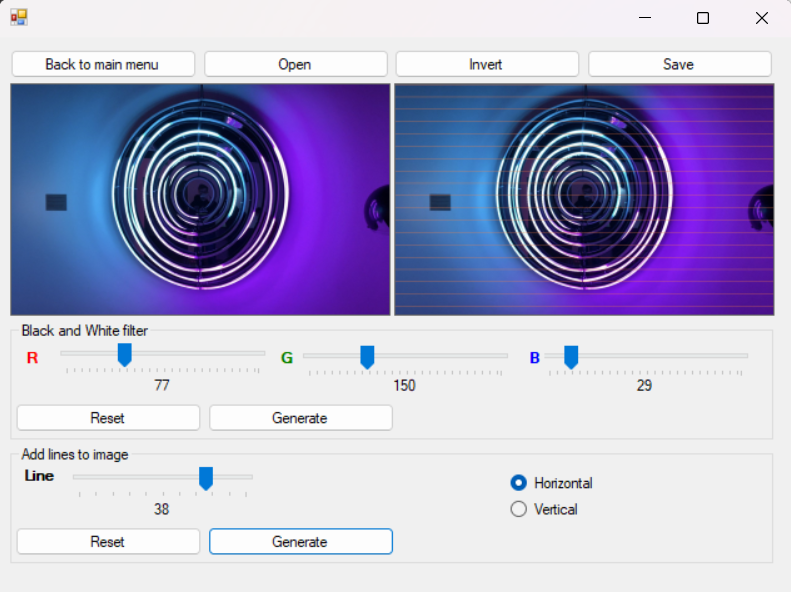 Back to main menu
Open
Invert
Save
Black and White filter
R
G
B
77
150
29
Reset
Generate
Add lines to image
Line
38
Horizontal
Vertical
Reset
Generate